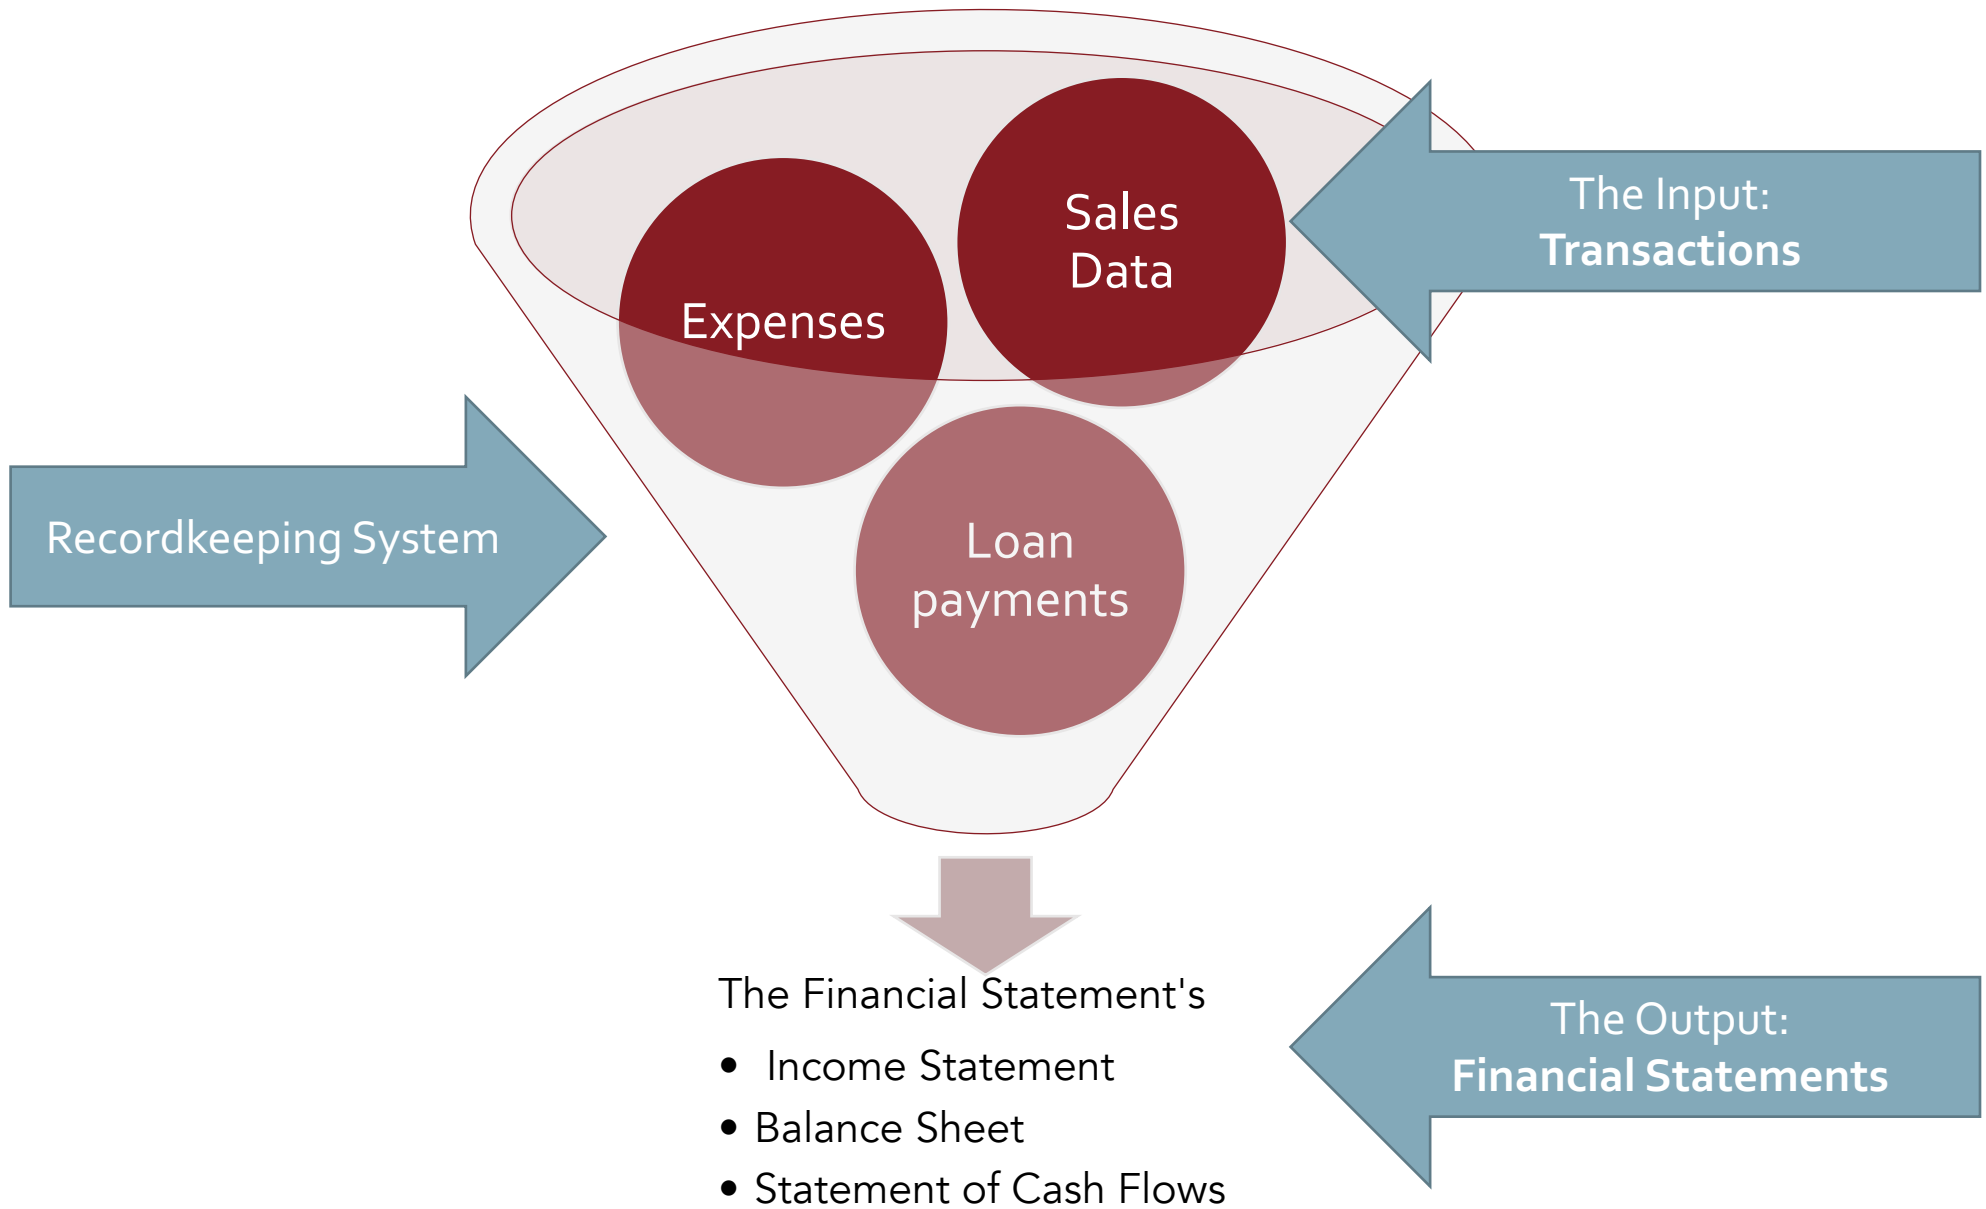 Sales
Data
The Input:
Transactions
Expenses
Recordkeeping System
Loan
payments
The Financial Statement's
• Income Statement
• Balance Sheet
• Statement of Cash Flows
The Output:
Financial Statements